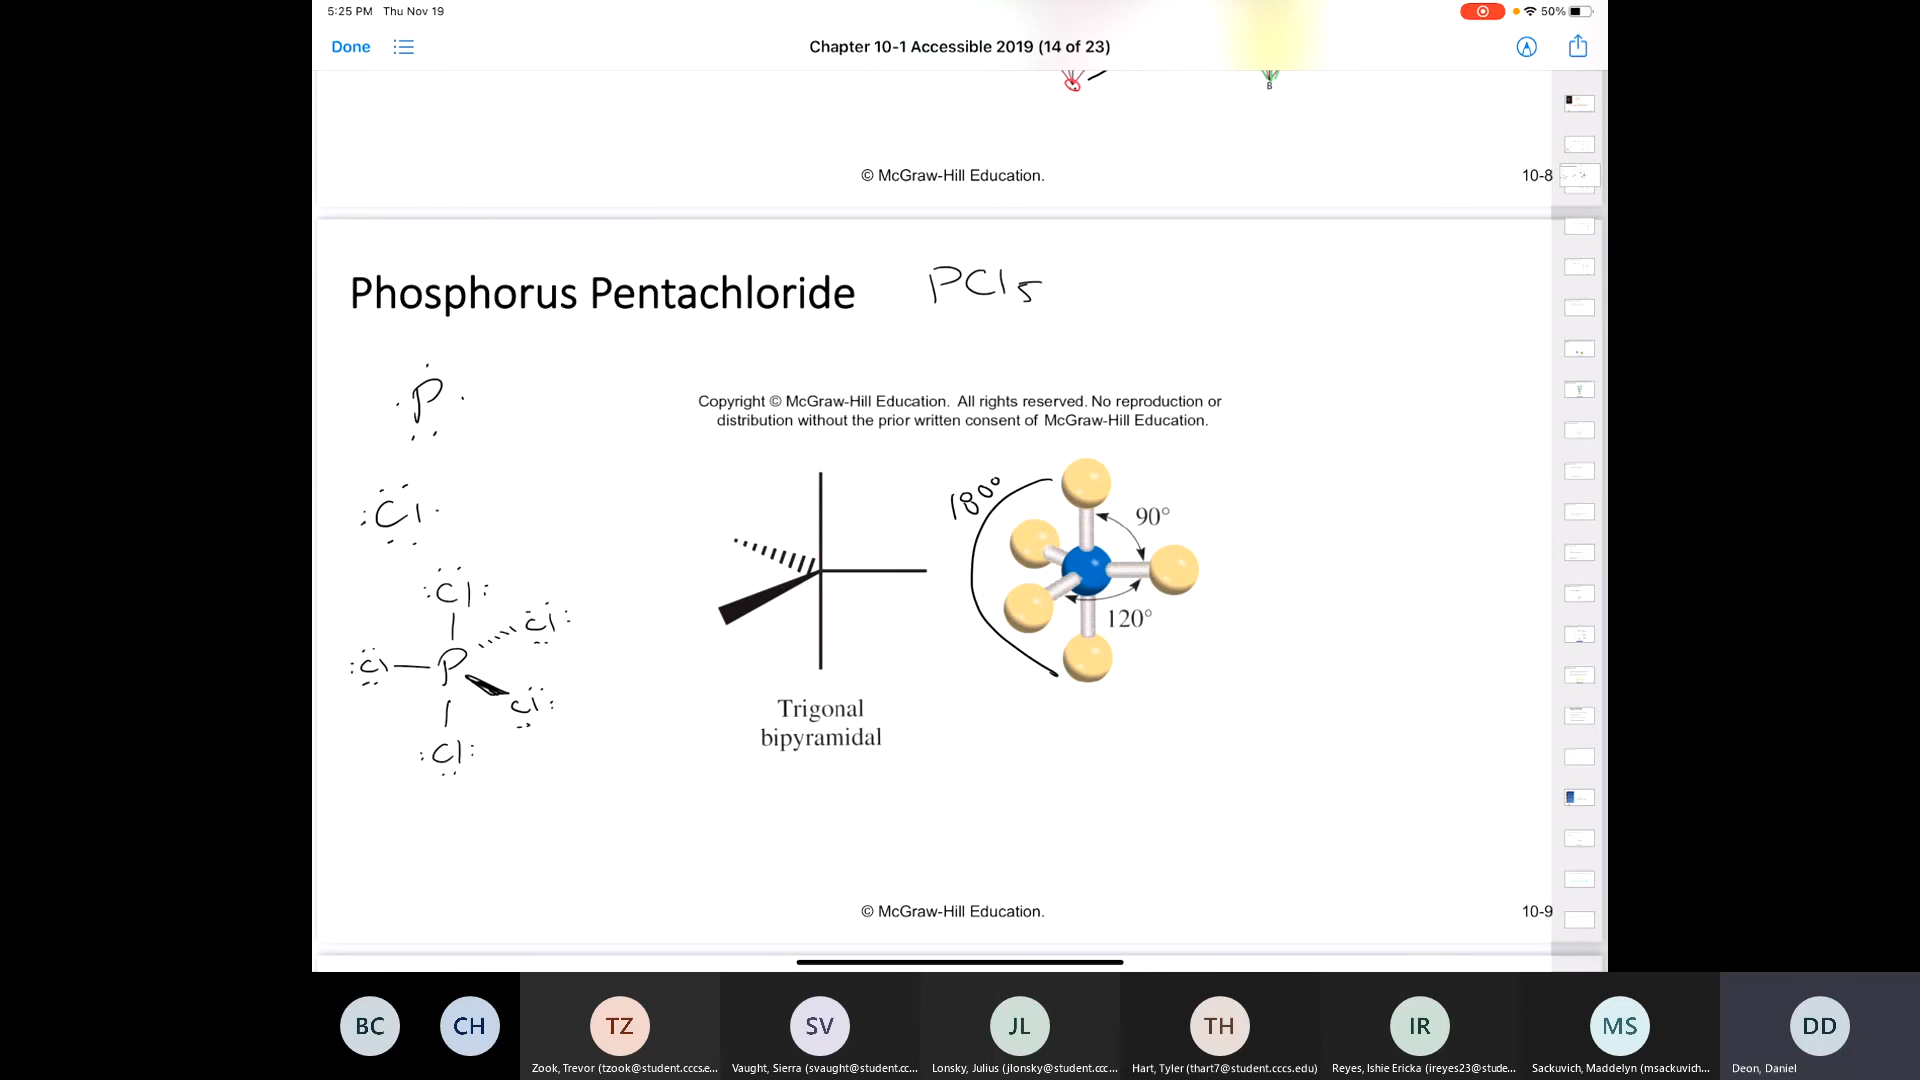 5:25 PM Thu Nov 19
50%
Done
Chapter 10-1 Accessible 2019 (14 of 23)
B
© McGraw-Hill Education.
10-8
Phosphorus Pentachloride
PCl5
P
Cl
Cl
Cl
Cl
P
Cl
Cl
Copyright © McGraw-Hill Education. All rights reserved. No reproduction or
distribution without the prior written consent of McGraw-Hill Education.
180°
90°
120°
Trigonal
bipyramidal
© McGraw-Hill Education.
10-9
BC
CH
TZ
SV
JL
TH
IR
MS
DD
Zook, Trevor (tzook@student.cccs.e...
Vaught, Sierra (svaught@student.cc...
Lonsky, Julius (jlonsky@student.ccc...
Hart, Tyler (thart7@student.cccs.edu)
Reyes, Ishie Ericka (ireyes23@stude...
Sackuvich, Maddelyn (msackuvich...
Deon, Daniel